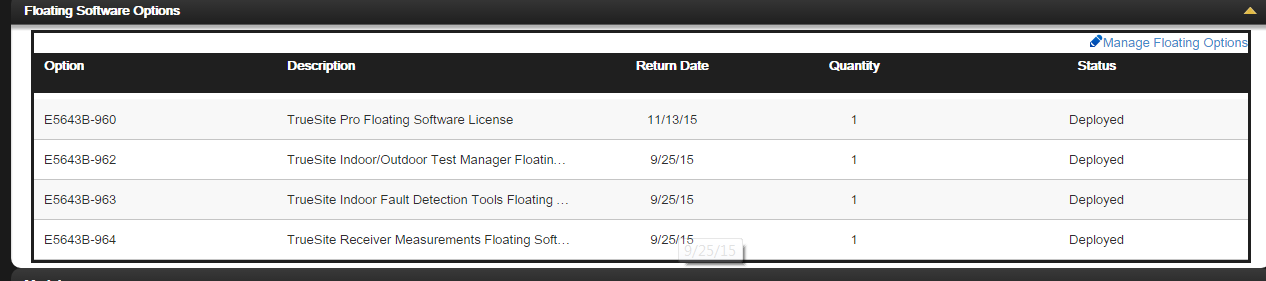 Floating Software Options
Manage Floating Options
Option Description Return Date Quantity Status
E5643B-960 TrueSite Pro Floating Software License 11/13/15 1 Deployed
E5643B-962 TrueSite Indoor/Outdoor Test Manager Floatin... 9/25/15 1 Deployed
E5643B-963 TrueSite Indoor Fault Detection Tools Floating ... 9/25/15 1 Deployed
E5643B-964 TrueSite Receiver Measurements Floating Soft... 9/25/15 1 Deployed
9/25/15